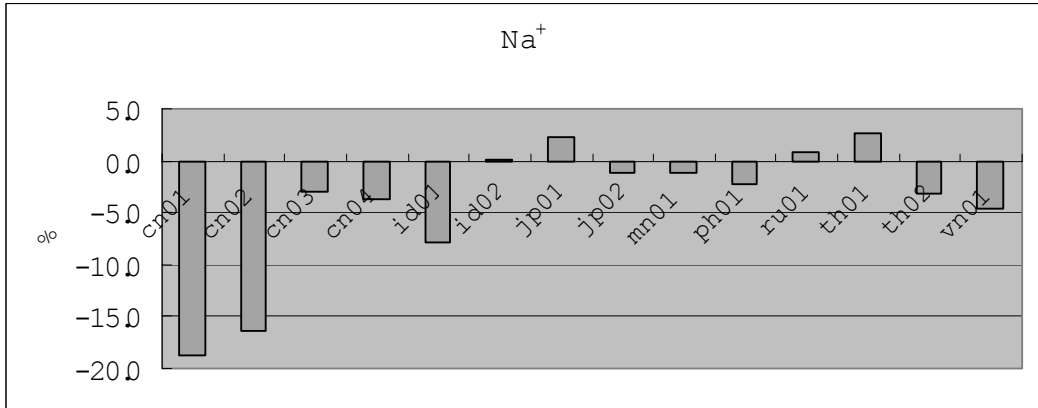 Na⁺
%
5.0
0.0
-5.0
-10.0
-15.0
-20.0
cn01
cn02
cn03
cn04
id01
id02
jp01
jp02
mn01
ph01
ru01
th01
th02
vn01